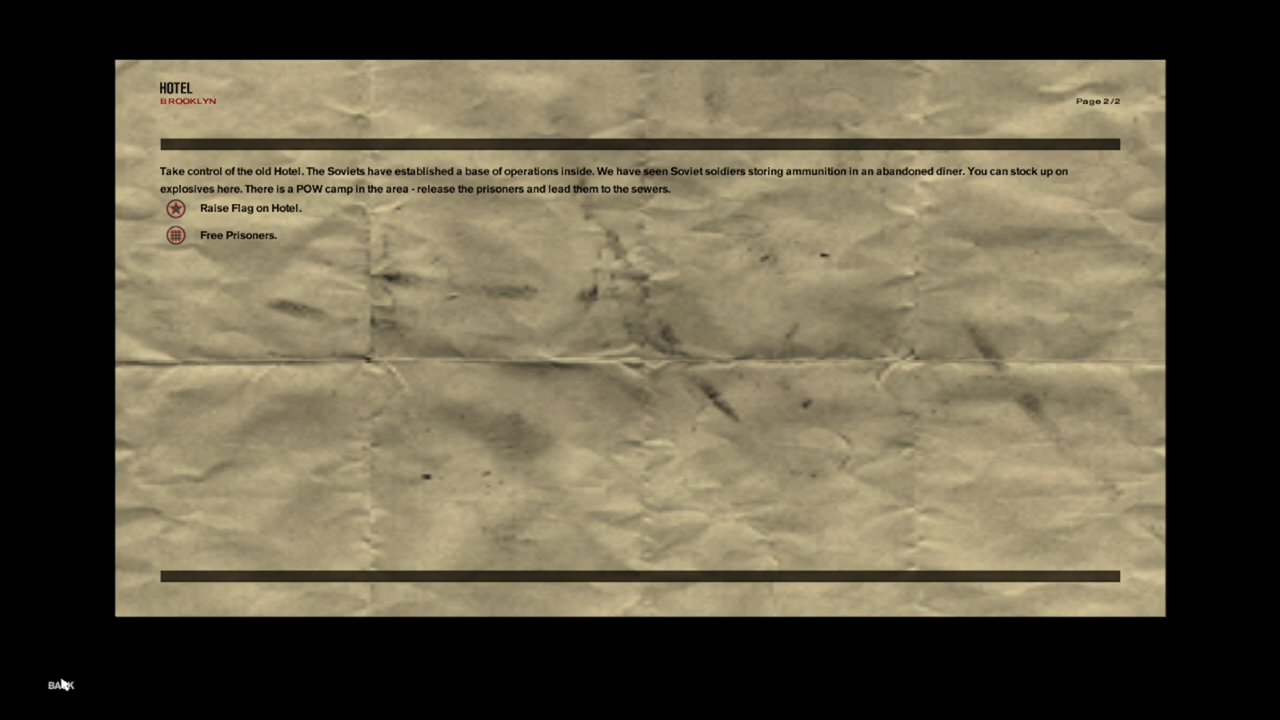 HOTEL
BROOKLYN
Page 2/2
Take control of the old Hotel. The Soviets have established a base of operations inside. We have seen Soviet soldiers storing ammunition in an abandoned diner. You can stock up on
explosives here. There is a POW camp in the area - release the prisoners and lead them to the sewers.
Raise Flag on Hotel.
Free Prisoners.
BACK